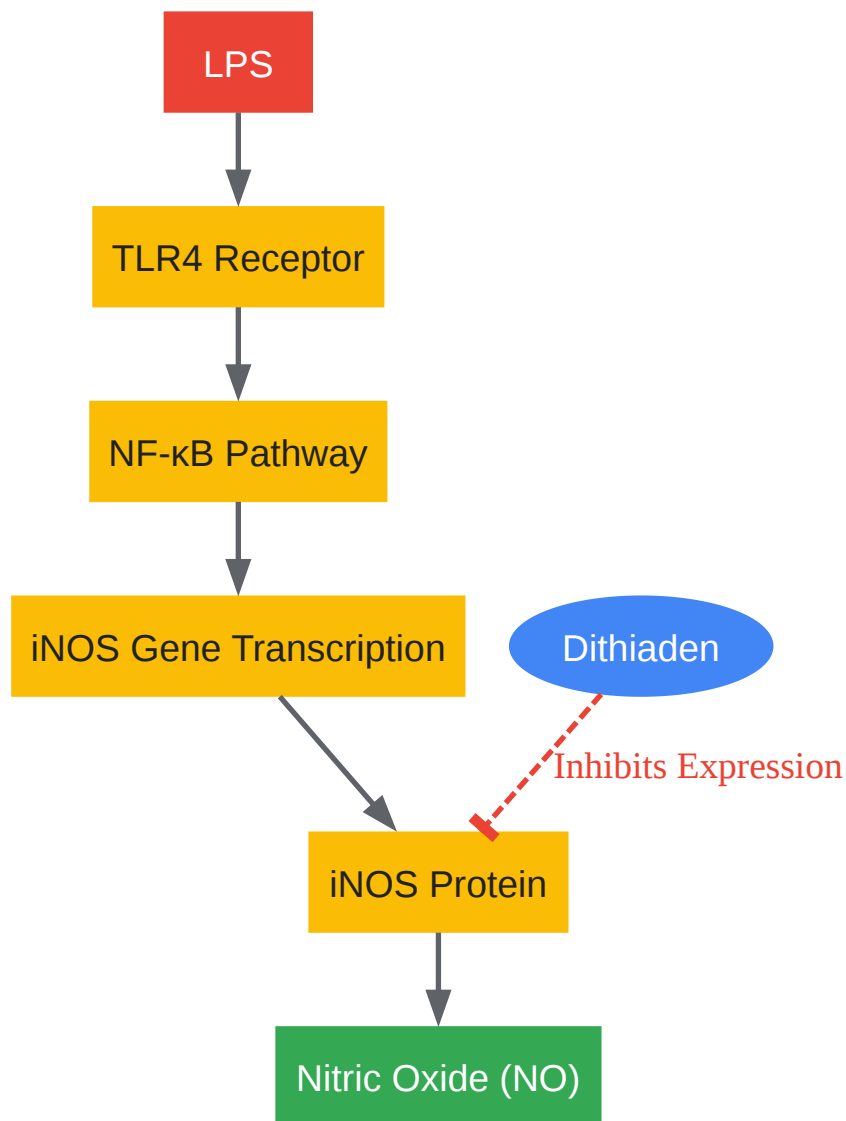 LPS
TLR4 Receptor
NF-κB Pathway
iNOS Gene Transcription
Dithiaden
Inhibits Expression
iNOS Protein
Nitric Oxide (NO)